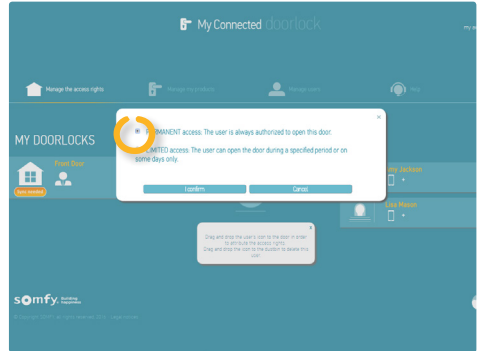 My Connected doorlock
my a
Manage the access rights
Manage my products
Manage users
Help
×
PERMANENT access: The user is always authorized to open this door.
LIMITED access: The user can open the door during a specified period or on
some days only.
I confirm
Cancel
MY DOORLOCKS
Front Door
Jackson
Lisa Mason
Drag and drop the user's icon to the door in order
to attribute the access rights.
Drag and drop the icon to the dustbin to delete this
user.
somfy.